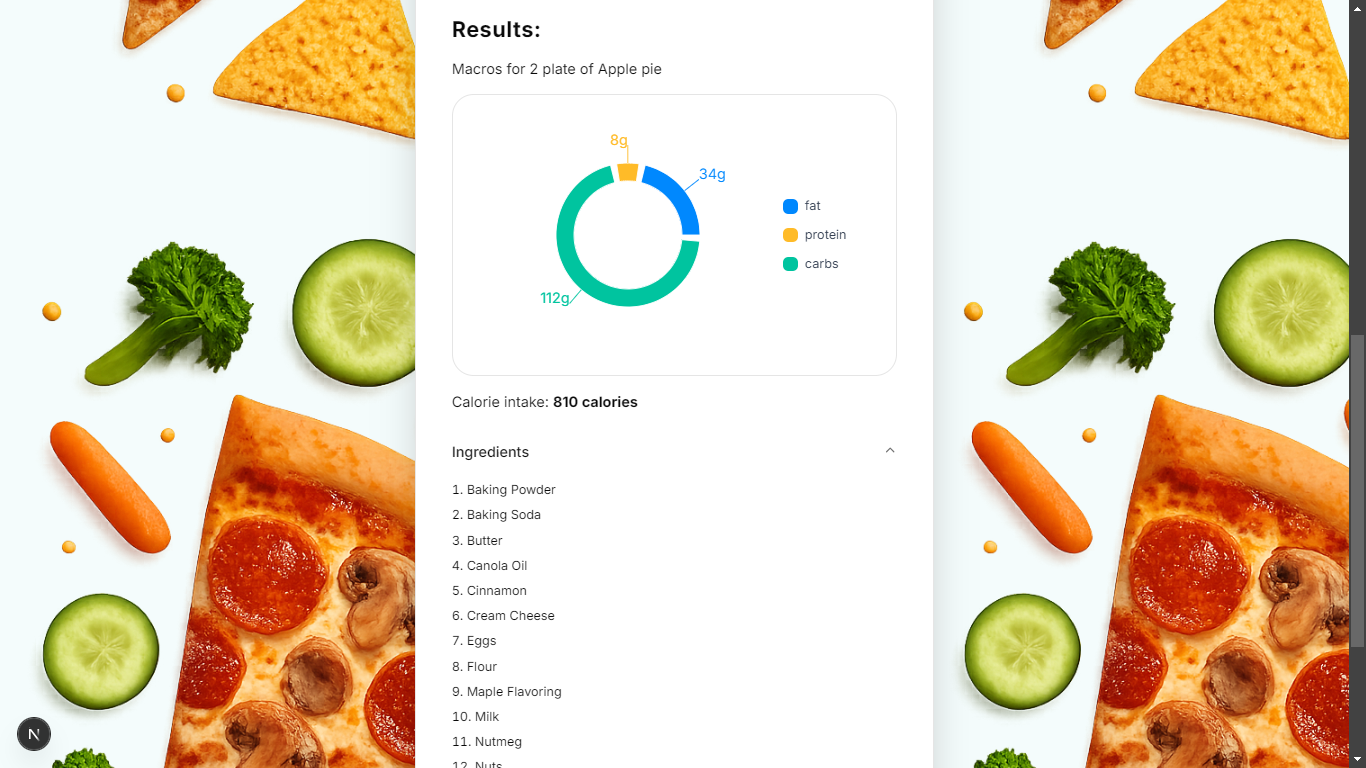 Results:
Macros for 2 plate of Apple pie
8g
34g
112g
fat
protein
carbs
Calorie intake: 810 calories
Ingredients
1. Baking Powder
2. Baking Soda
3. Butter
4. Canola Oil
5. Cinnamon
6. Cream Cheese
7. Eggs
8. Flour
9. Maple Flavoring
10. Milk
11. Nutmeg
12. Nuts
N